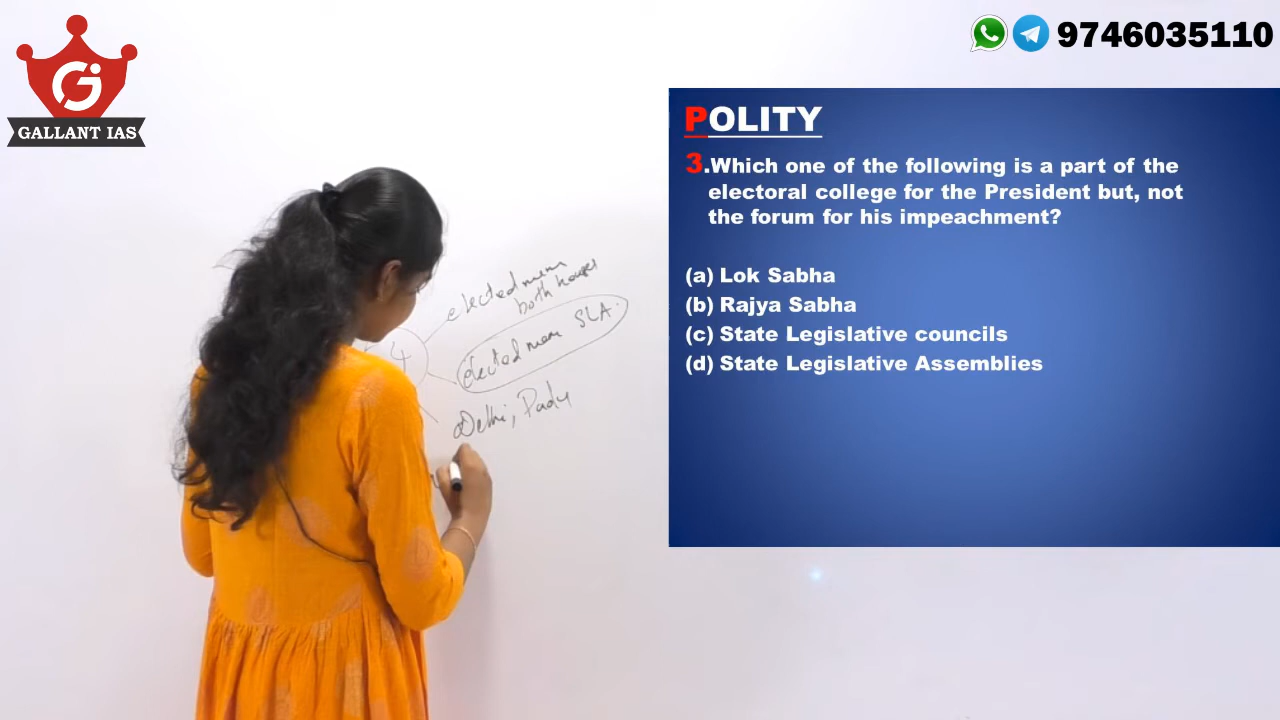 GALLANT IAS
9746035110
POLITY
3.Which one of the following is a part of the
electoral college for the President but, not
the forum for his impeachment?
(a) Lok Sabha
(b) Rajya Sabha
(c) State Legislative councils
(d) State Legislative Assemblies
elected mem
both houses
54
elected mem SLA.
Delhi, Pady